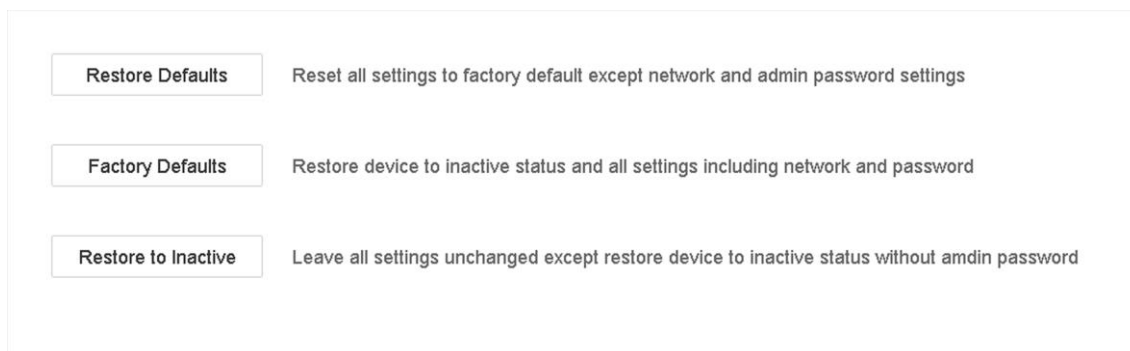 Restore Defaults Reset all settings to factory default except network and admin password settings
Factory Defaults Restore device to inactive status and all settings including network and password
Restore to Inactive Leave all settings unchanged except restore device to inactive status without amdin password